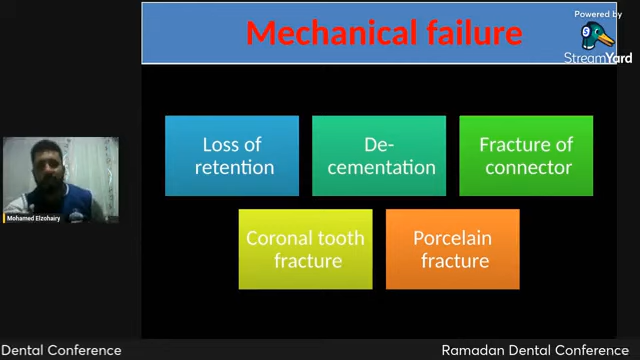 Powered by
StreamYard
Mechanical failure
Loss of
retention
De-
cementation
Fracture of
connector
Coronal tooth
fracture
Porcelain
fracture
Mohamed Elzohairy
Dental Conference
Ramadan Dental Conference